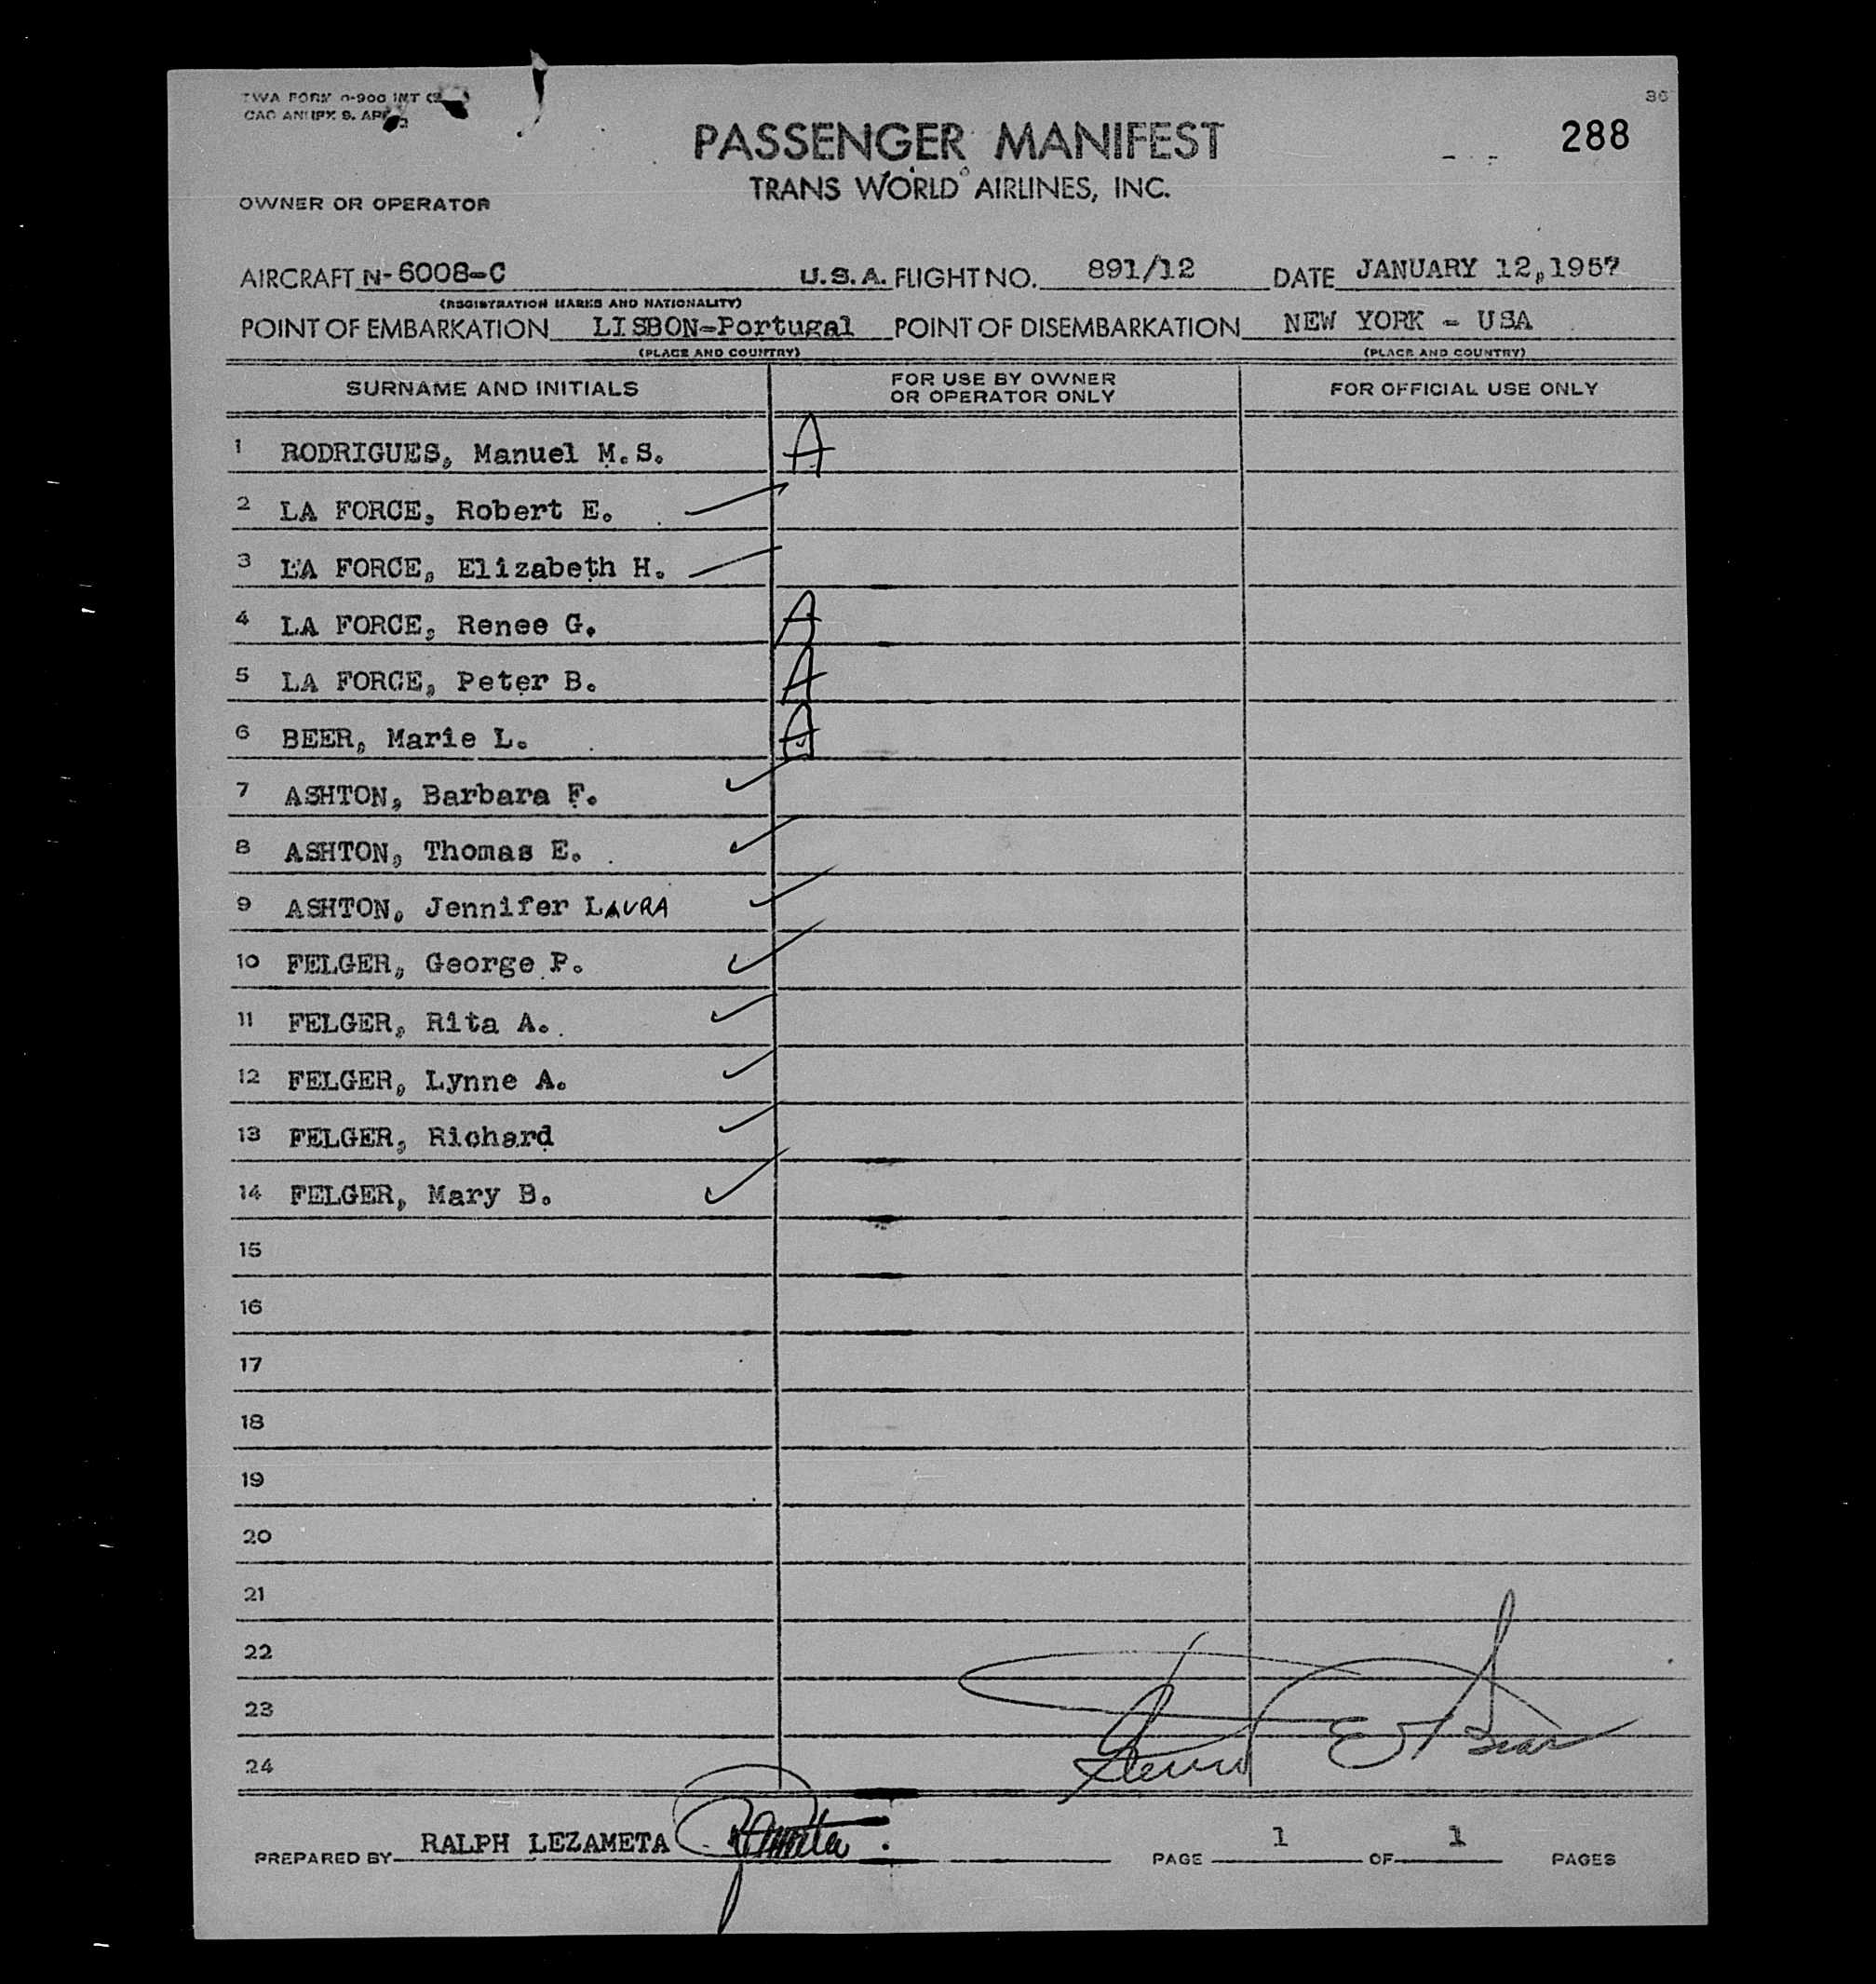 TWA FORM
36
PASSENGER MANIFEST 288
TRANS WORLD AIRLINES, INC.
OWNER OR OPERATOR
AIRCRAFT N-6008-C U.S.A. FLIGHT NO. 891/12 DATE JANUARY 12,1957
(REGISTRATION MARKS AND NATIONALITY)
POINT OF EMBARKATION LISBON-Portugal POINT OF DISEMBARKATION NEW YORK - USA
(PLACE AND COUNTRY) (PLACE AND COUNTRY)
SURNAME AND INITIALS FOR USE BY OWNER OR OPERATOR ONLY FOR OFFICIAL USE ONLY
1 RODRIGUES, Manuel M.S. A
2 LA FORCE, Robert E.
3 LA FORCE, Elizabeth H.
4 LA FORCE, Renee G. A
5 LA FORCE, Peter B. A
6 BEER, Marie L. A
7 ASHTON, Barbara F.
8 ASHTON, Thomas E.
9 ASHTON, Jennifer LAURA
10 FELGER, George P.
11 FELGER, Rita A.
12 FELGER, Lynne A.
13 FELGER, Richard
14 FELGER, Mary B.
15
16
17
18
19
20
21
22
23
24
PREPARED BY RALPH LEZAMETA PAGE 1 OF 1 PAGES